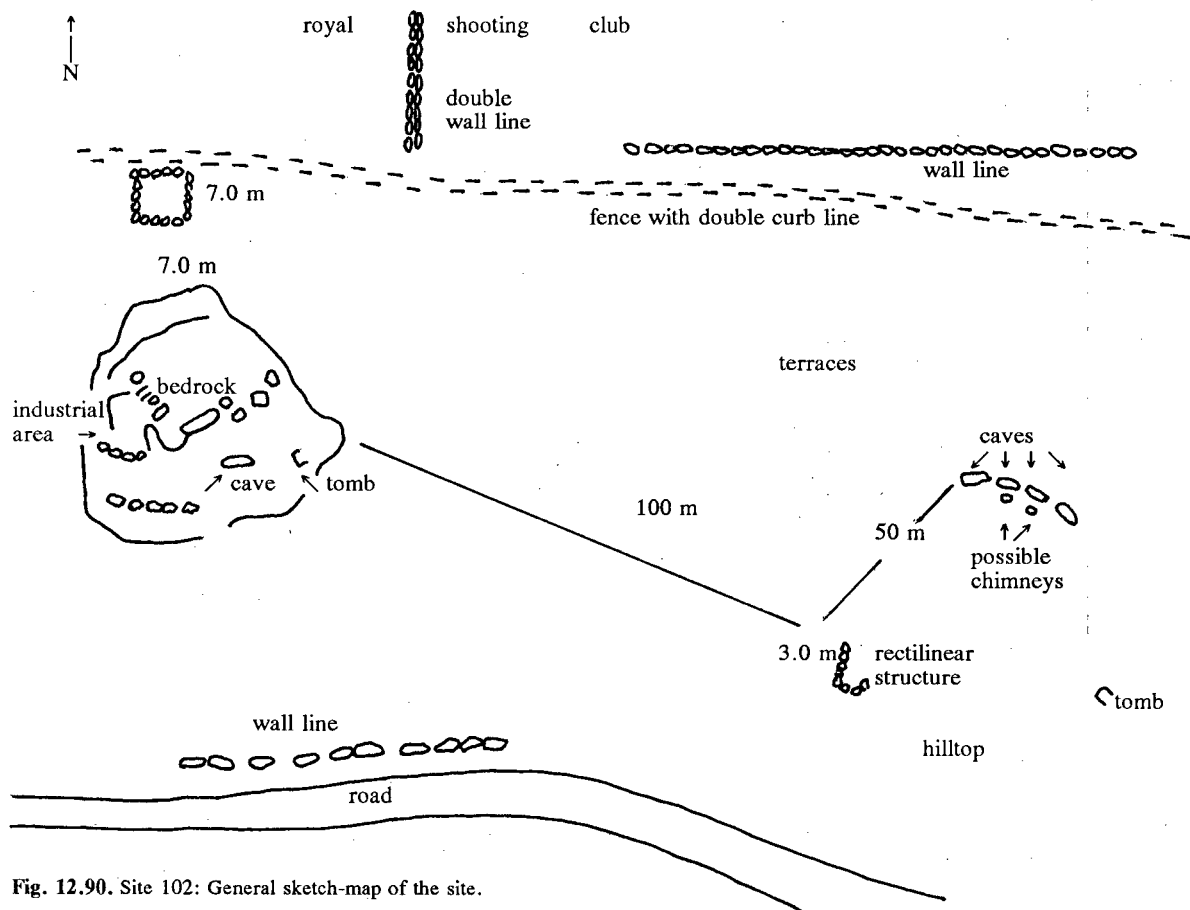 royal shooting club
N
double
wall line
wall line
7.0 m
fence with double curb line
7.0 m
terraces
bedrock
industrial
area
cave
tomb
caves
100 m
50 m
possible
chimneys
3.0 m
rectilinear
structure
tomb
wall line
hilltop
road
Fig. 12.90. Site 102: General sketch-map of the site.